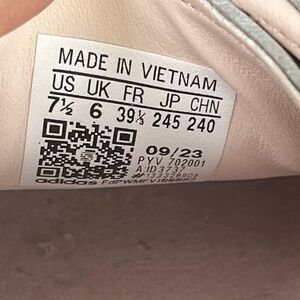 MADE IN VIETNAM
US UK FR JP CHN
7½ 6 39⅓ 245 240
09/23
PYV 702001
AID3737
adidas